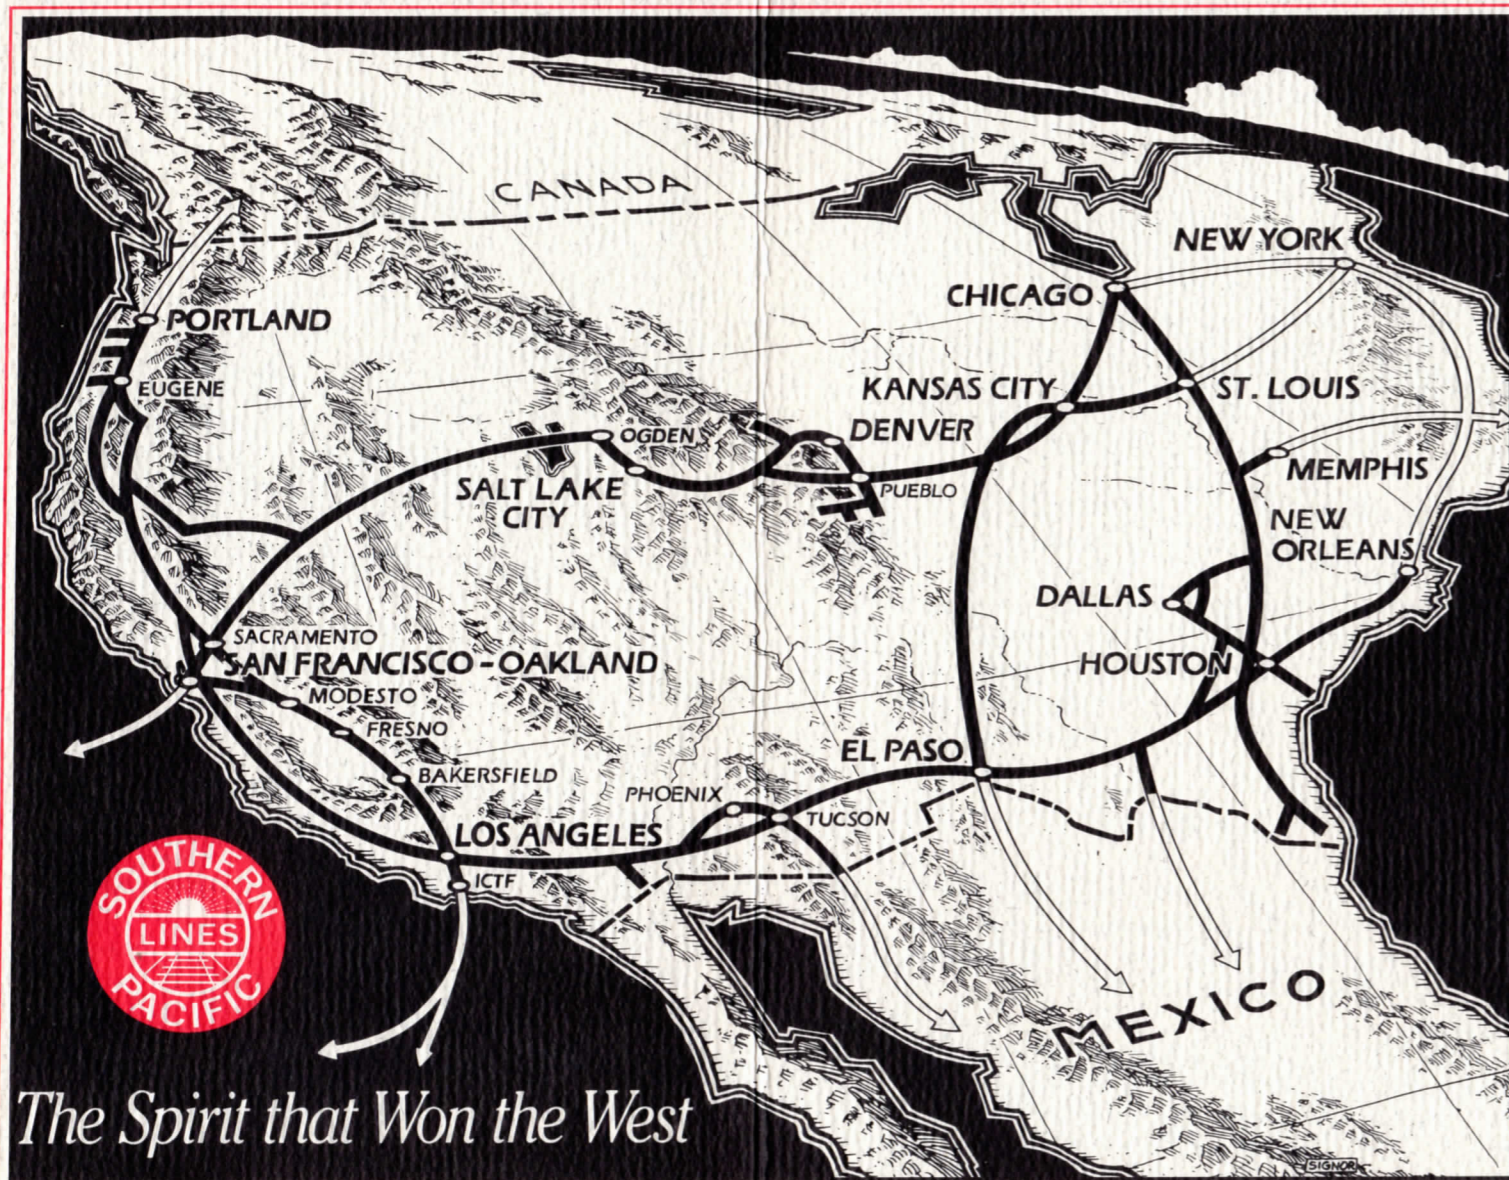 CANADA
NEW YORK
CHICAGO
PORTLAND
EUGENE
KANSAS CITY
ST. LOUIS
DENVER
OGDEN
MEMPHIS
SALT LAKE
CITY
PUEBLO
NEW
ORLEANS
DALLAS
SACRAMENTO
SAN FRANCISCO-OAKLAND
HOUSTON
MODESTO
FRESNO
EL PASO
BAKERSFIELD
PHOENIX
TUCSON
LOS ANGELES
ICTF
SOUTHERN
LINES
PACIFIC
MEXICO
The Spirit that Won the West
SIGNOR